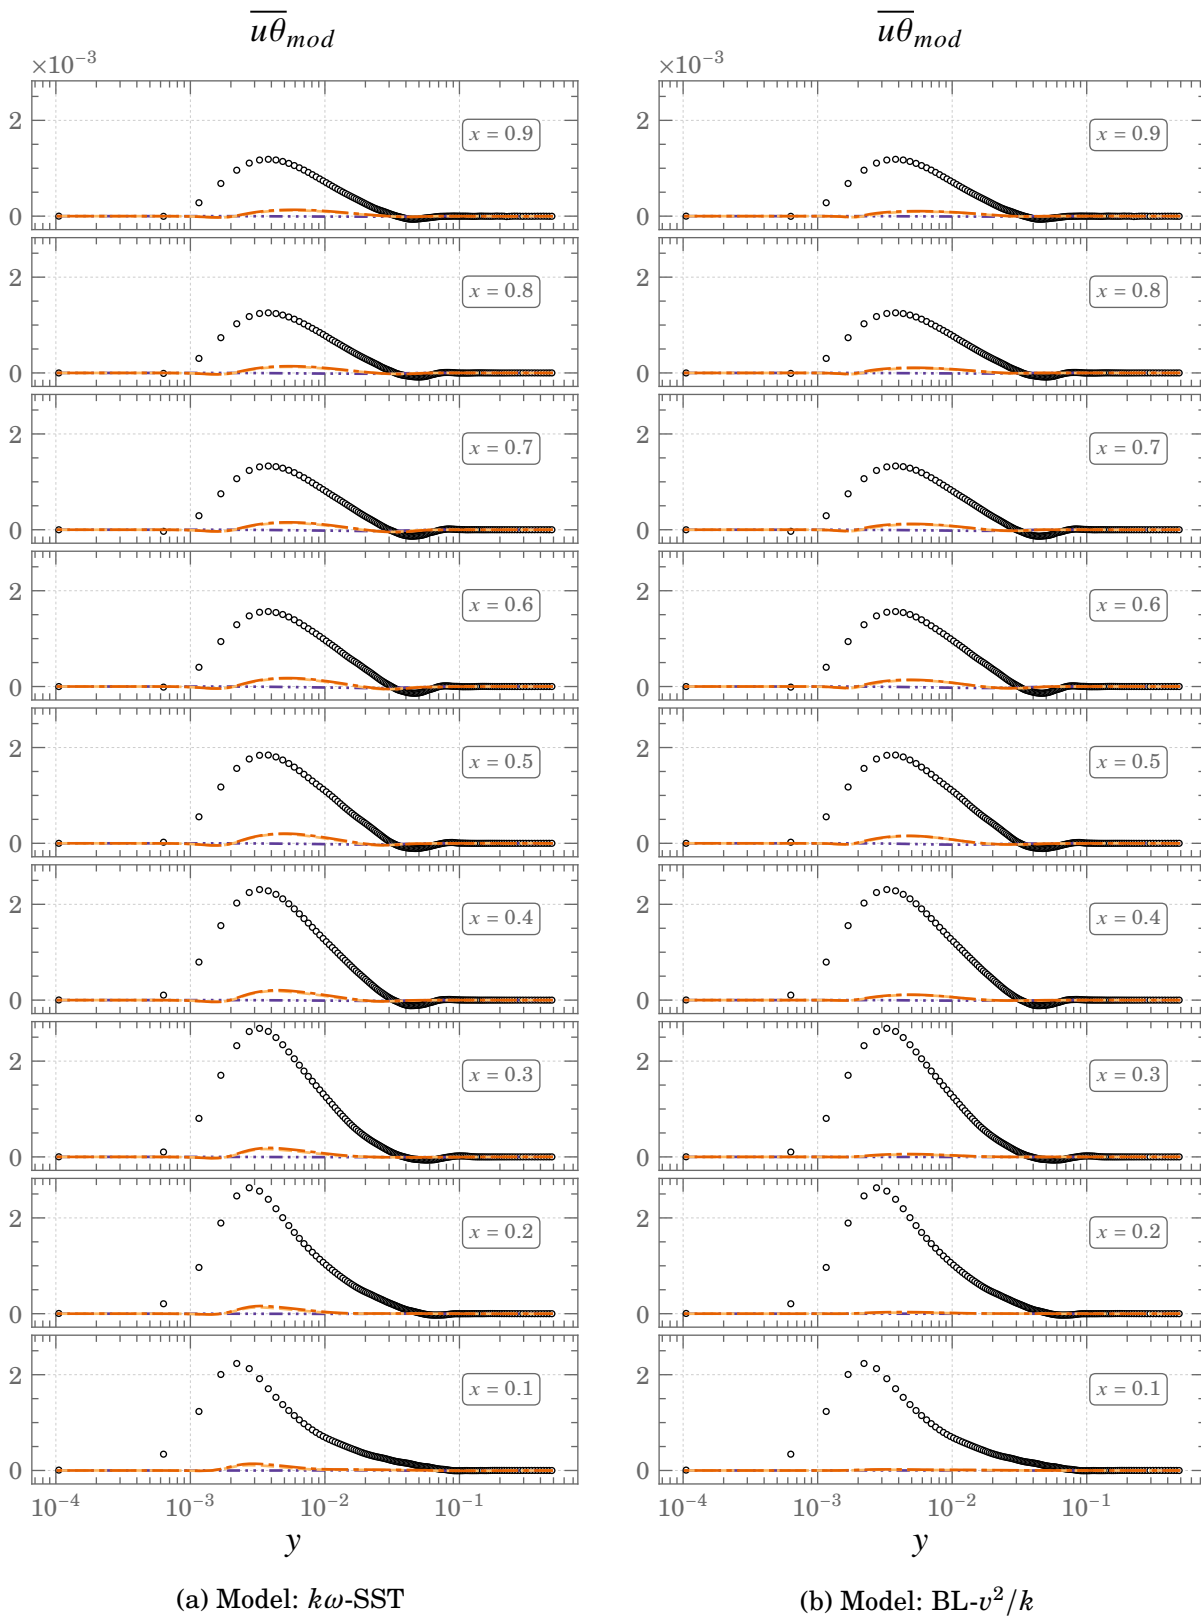 $\overline{u\theta}_{mod}$ $\overline{u\theta}_{mod}$
×10⁻³ ×10⁻³
2 x = 0.9 x = 0.9
0
2 x = 0.8 2 x = 0.8
0 0
2 x = 0.7 2 x = 0.7
0 0
2 x = 0.6 2 x = 0.6
0 0
2 x = 0.5 2 x = 0.5
0 0
2 x = 0.4 2 x = 0.4
0 0
2 x = 0.3 2 x = 0.3
0 0
2 x = 0.2 2 x = 0.2
0 0
2 x = 0.1 2 x = 0.1
0 0
10⁻⁴ 10⁻³ 10⁻² 10⁻¹ 10⁻⁴ 10⁻³ 10⁻² 10⁻¹
y y
(a) Model: kω-SST (b) Model: BL-v²/k